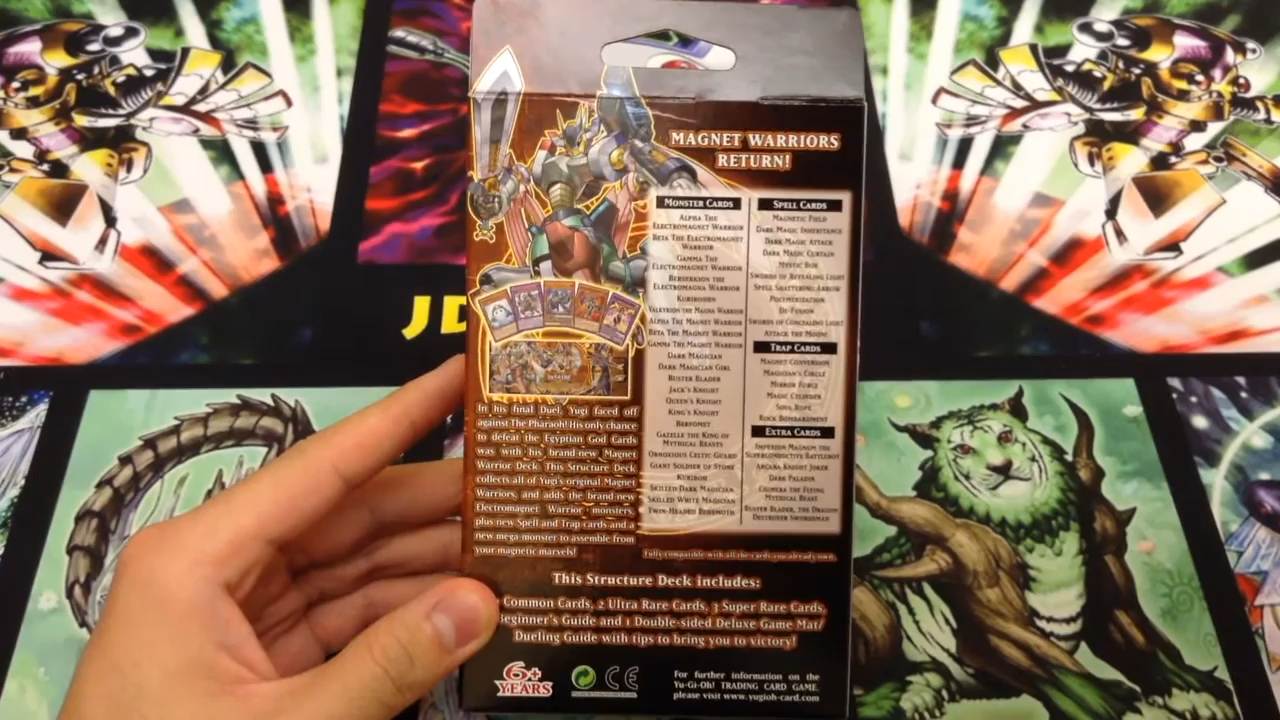 MAGNET WARRIORS
RETURN!
MONSTER CARDS
ALPHA THE
ELECTROMAGNET WARRIOR
BETA THE ELECTROMAGNET
WARRIOR
GAMMA THE
ELECTROMAGNET WARRIOR
BERSERKION THE
ELECTROMAGNA WARRIOR
KURIBOHRN
VALKYRION THE MAGNA WARRIOR
ALPHA THE MAGNET WARRIOR
BETA THE MAGNET WARRIOR
GAMMA THE MAGNET WARRIOR
DARK MAGICIAN
DARK MAGICIAN GIRL
BUSTER BLADER
JACK'S KNIGHT
QUEEN'S KNIGHT
KING'S KNIGHT
BERFOMET
GAZELLE THE KING OF
MYTHICAL BEASTS
OBNOXIOUS CELTIC GUARD
GIANT SOLDIER OF STONE
KURIBOH
SKILLED DARK MAGICIAN
SKILLED WHITE MAGICIAN
TWIN-HEADED BEHEMOTH
SPELL CARDS
MAGNETIC FIELD
DARK MAGIC INHERITANCE
DARK MAGIC ATTACK
DARK MAGIC CURTAIN
MYSTIC BOX
SWORDS OF REVEALING LIGHT
SPELL SHATTERING ARROW
POLYMERIZATION
DE-FUSION
SWORDS OF CONCEALING LIGHT
ATTACK THE MOON!
TRAP CARDS
MAGNET CONVERSION
MAGICIAN'S CIRCLE
MIRROR FORCE
MAGIC CYLINDER
SOUL ROPE
ROCK BOMBARDMENT
EXTRA CARDS
IMPERION MAGNUM THE
SUPERCONDUCTIVE BATTLEBOT
ARCANA KNIGHT JOKER
DARK PALADIN
CHIMERA THE FLYING
MYTHICAL BEAST
BUSTER BLADER, THE DRAGON
DESTROYER SWORDSMAN
JD
In his final Duel, Yugi faced off
against The Pharaoh! His only chance
to defeat the Egyptian God Cards
was with his brand-new Magnet
Warrior Deck. This Structure Deck
collects all of Yugi's original Magnet
Warriors, and adds the brand-new
Electromagnet Warrior monsters,
plus new Spell and Trap cards and a
new mega-monster to assemble from
your magnetic marvels!
Fully compatible with all the cards you already own.
This Structure Deck includes:
Common Cards, 2 Ultra Rare Cards, 3 Super Rare Cards,
Beginner's Guide and 1 Double-sided Deluxe Game Mat/
Dueling Guide with tips to bring you to victory!
6+
YEARS
CE
For further information on the
Yu-Gi-Oh! TRADING CARD GAME,
please visit www.yugioh-card.com